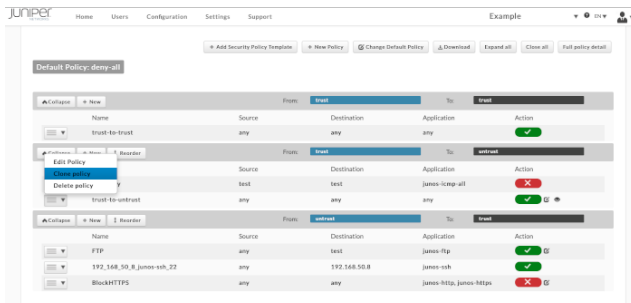 JUNIPER
NETWORKS
Home Users Configuration Settings Support Example EN
+ Add Security Policy Template + New Policy Change Default Policy Download Expand all Close all Full policy detail
Default Policy: deny-all
Collapse + New From: trust To: trust
Name Source Destination Application Action
trust-to-trust any any any
Collapse + New Reorder From: trust To: untrust
Edit Policy Source Destination Application Action
Clone policy test test junos-icmp-all
Delete policy
trust-to-untrust any any any
Collapse + New Reorder From: untrust To: trust
Name Source Destination Application Action
FTP any test junos-ftp
192_168_50_8_junos-ssh_22 any 192.168.50.8 junos-ssh
BlockHTTPS any any junos-http, junos-https